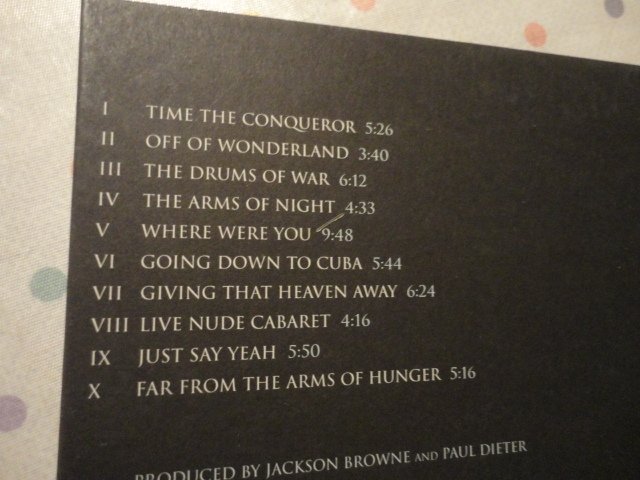 I TIME THE CONQUEROR 5:26
II OFF OF WONDERLAND 3:40
III THE DRUMS OF WAR 6:12
IV THE ARMS OF NIGHT 4:33
V WHERE WERE YOU 9:48
VI GOING DOWN TO CUBA 5:44
VII GIVING THAT HEAVEN AWAY 6:24
VIII LIVE NUDE CABARET 4:16
IX JUST SAY YEAH 5:50
X FAR FROM THE ARMS OF HUNGER 5:16
PRODUCED BY JACKSON BROWNE AND PAUL DIETER